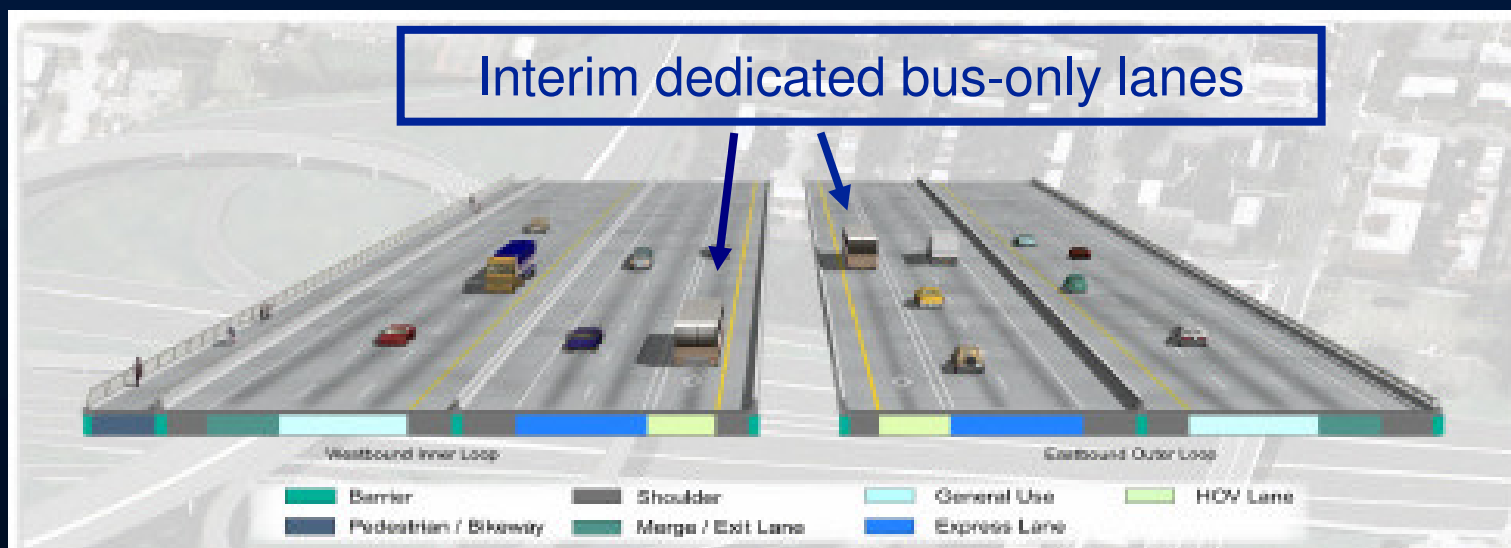 Interim dedicated bus-only lanes
Westbound Inner Loop
Eastbound Outer Loop
Barrier
Shoulder
General Use
HOV Lane
Pedestrian / Bikeway
Merge / Exit Lane
Express Lane